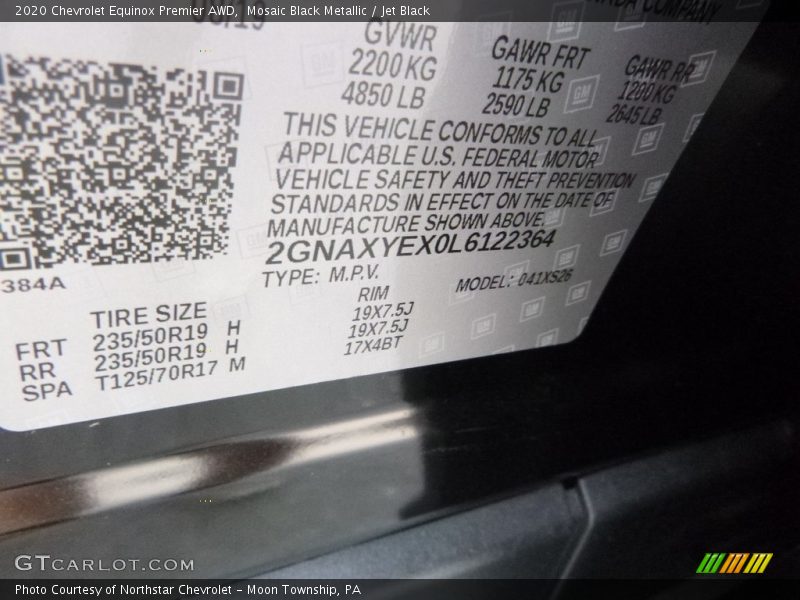 2020 Chevrolet Equinox Premier AWD, Mosaic Black Metallic / Jet Black
08/19
CANADA COMPANY
GVWR
2200 KG
4850 LB
GAWR FRT
1175 KG
2590 LB
GAWR RR
1200 KG
2645 LB
THIS VEHICLE CONFORMS TO ALL
APPLICABLE U.S. FEDERAL MOTOR
VEHICLE SAFETY AND THEFT PREVENTION
STANDARDS IN EFFECT ON THE DATE OF
MANUFACTURE SHOWN ABOVE.
2GNAXYEX0L6122364
TYPE: M.P.V.
MODEL: 041XS26
384A
TIRE SIZE
RIM
FRT 235/50R19 H 19X7.5J
RR 235/50R19 H 19X7.5J
SPA T125/70R17 M 17X4BT
GTCARLOT.COM
Photo Courtesy of Northstar Chevrolet – Moon Township, PA